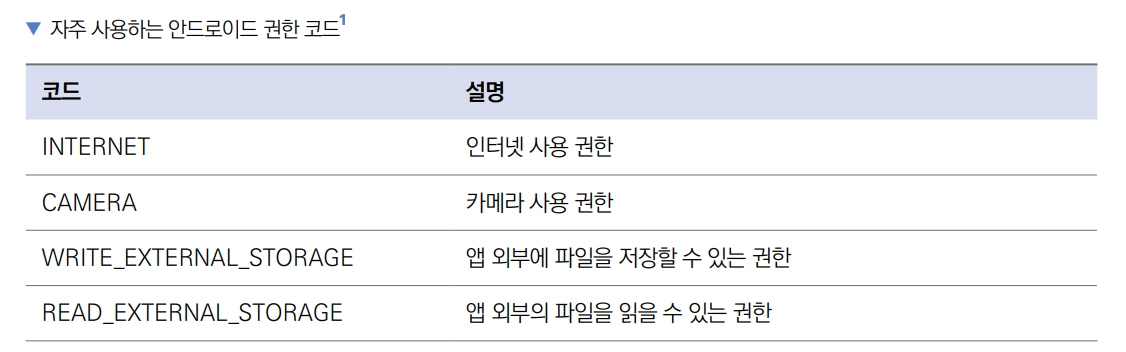 ▼ 자주 사용하는 안드로이드 권한 코드1
코드 설명
INTERNET 인터넷 사용 권한
CAMERA 카메라 사용 권한
WRITE_EXTERNAL_STORAGE 앱 외부에 파일을 저장할 수 있는 권한
READ_EXTERNAL_STORAGE 앱 외부의 파일을 읽을 수 있는 권한